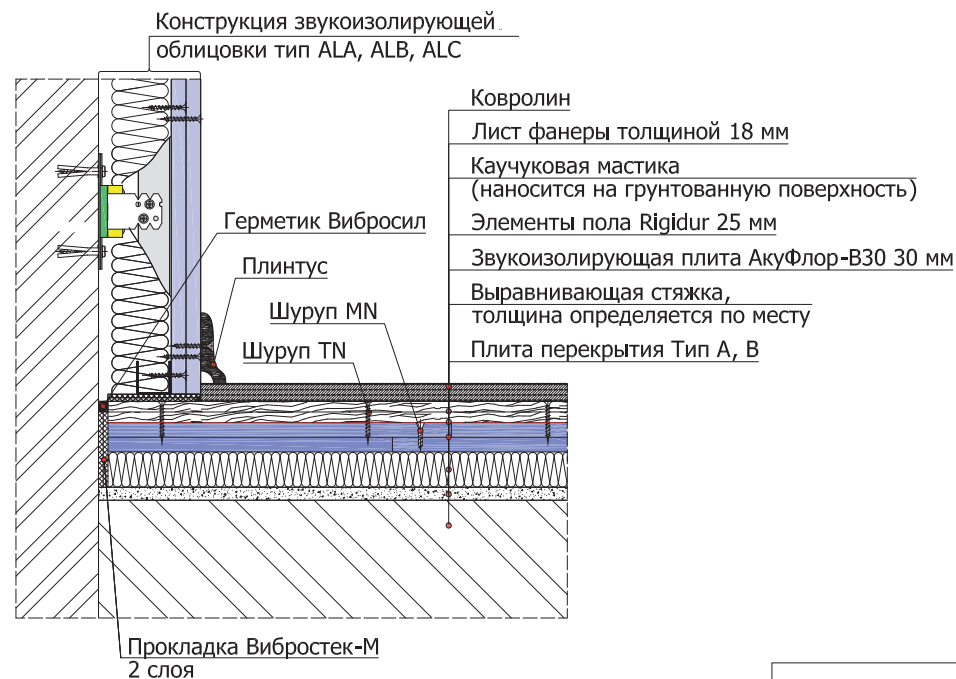 Конструкция звукоизолирующей
облицовки тип ALA, ALB, ALC
Ковролин
Лист фанеры толщиной 18 мм
Каучуковая мастика
(наносится на грунтованную поверхность)
Элементы пола Rigidur 25 мм
Звукоизолирующая плита АкуФлор-В30 30 мм
Выравнивающая стяжка,
толщина определяется по месту
Плита перекрытия Тип А, В
Герметик Вибросил
Плинтус
Шуруп MN
Шуруп TN
Прокладка Вибростек-М
2 слоя